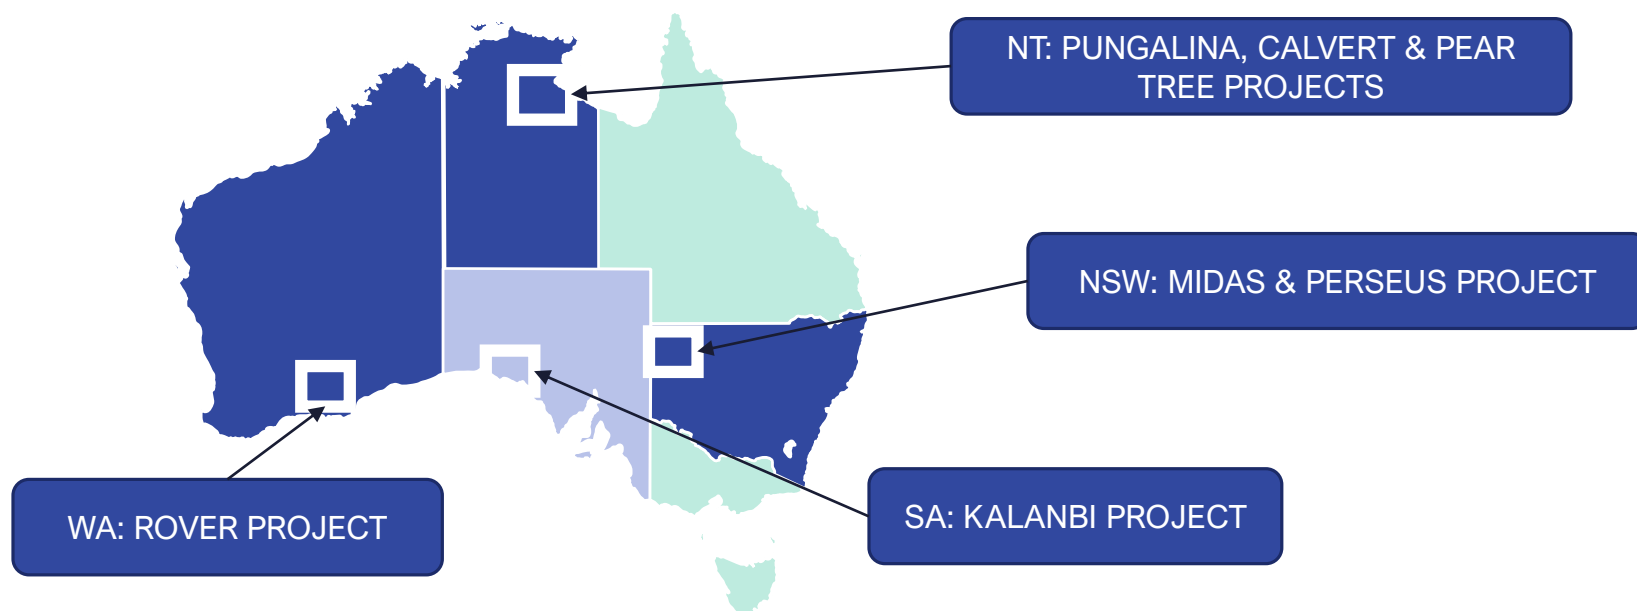 NT: PUNGALINA, CALVERT & PEAR
TREE PROJECTS
NSW: MIDAS & PERSEUS PROJECT
SA: KALANBI PROJECT
WA: ROVER PROJECT